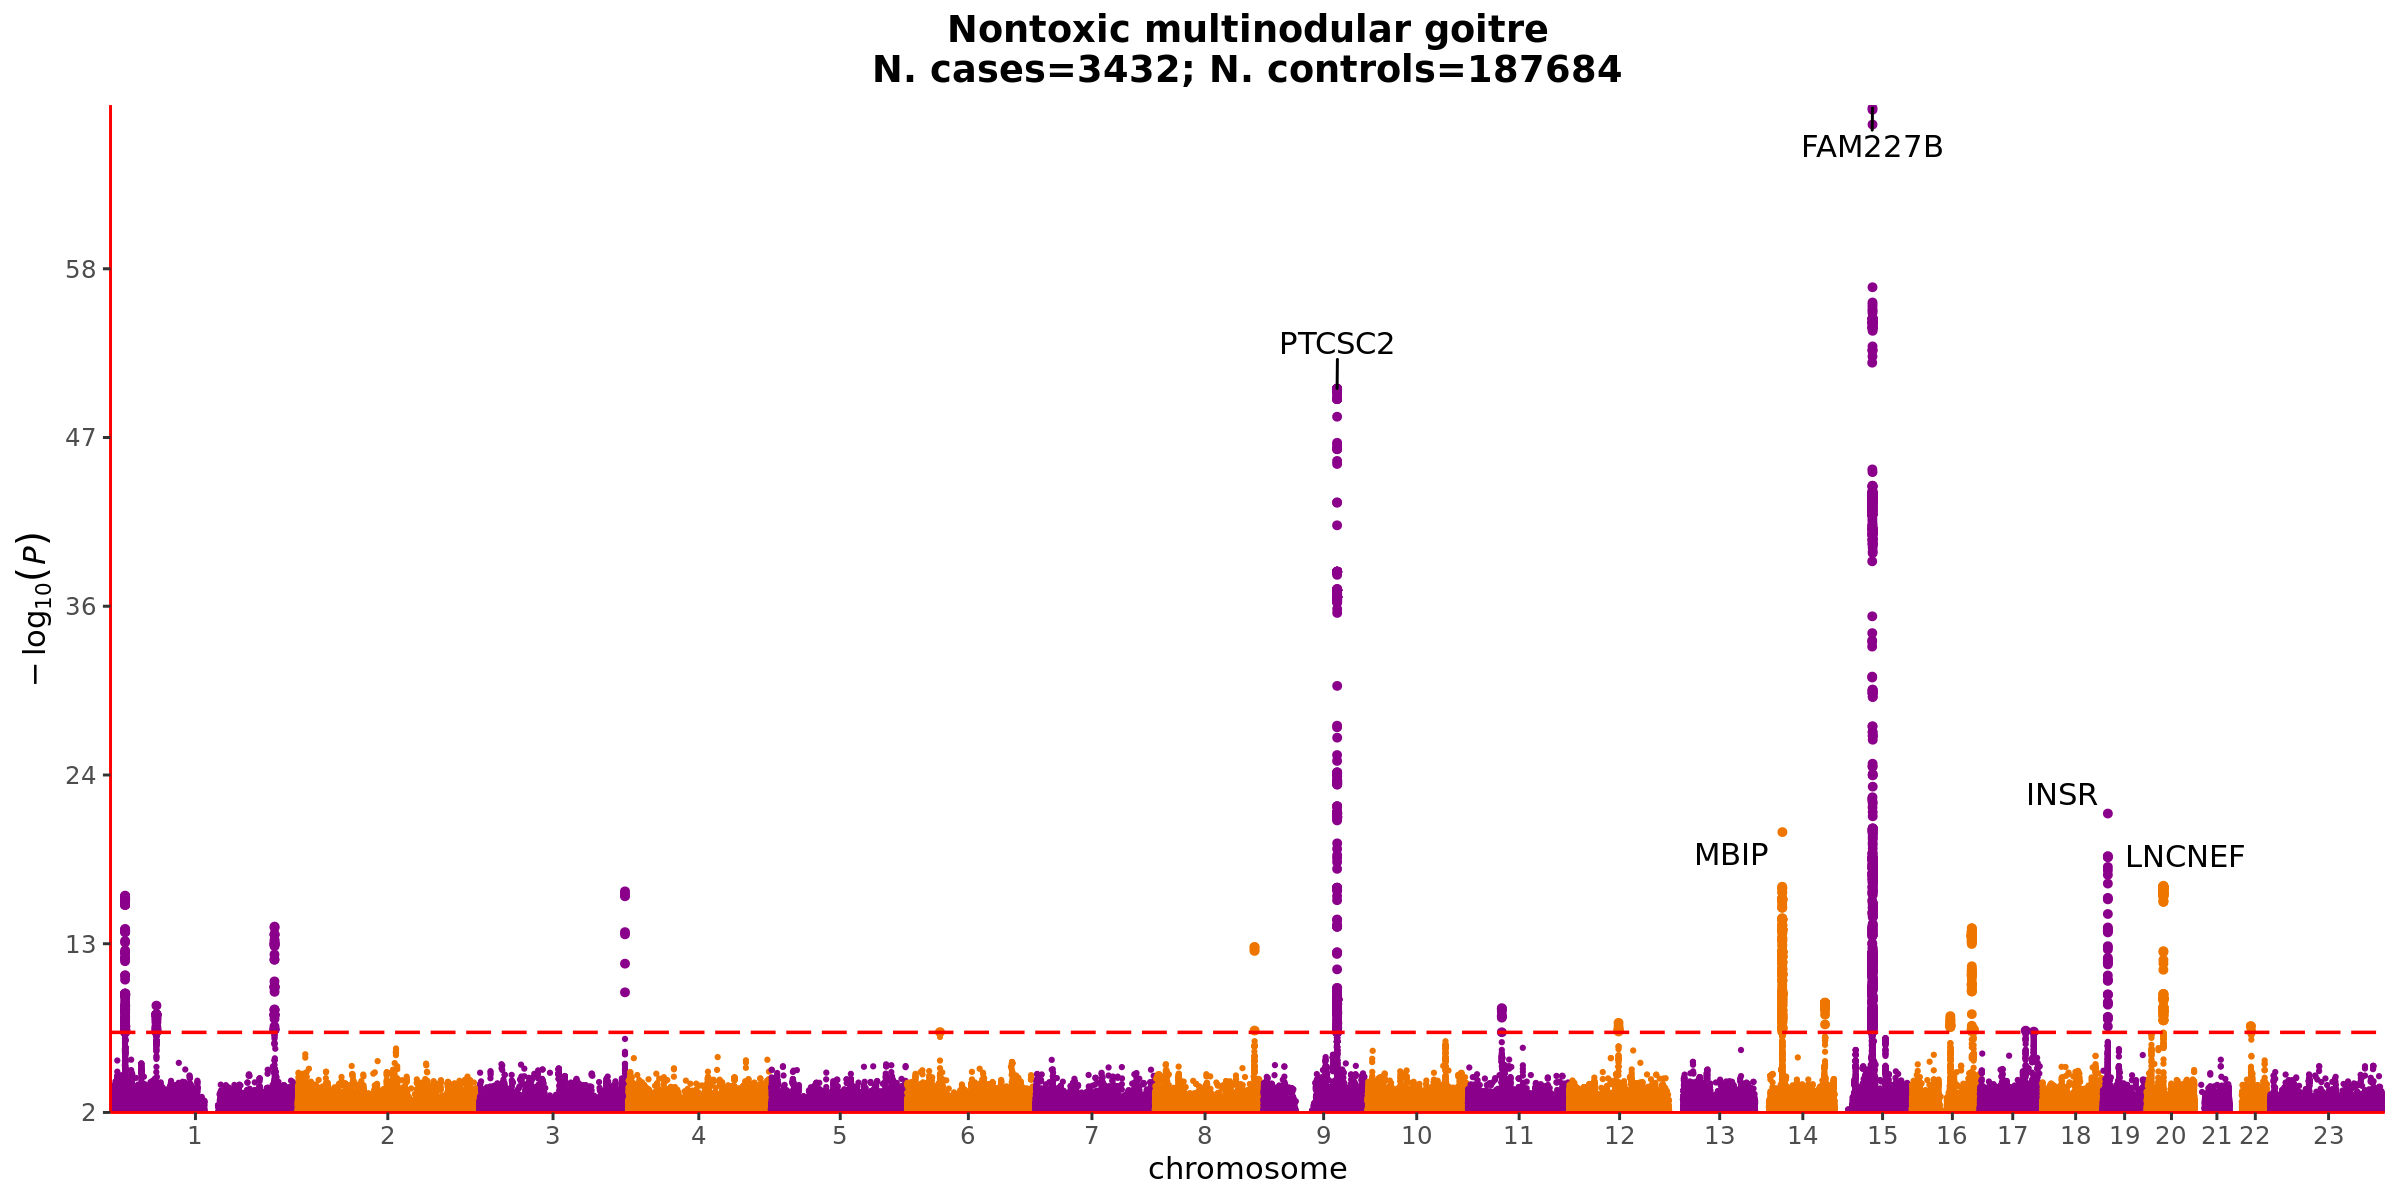 Nontoxic multinodular goitre
N. cases=3432; N. controls=187684
FAM227B
58
PTCSC2
47
−log10(P)
36
24
INSR
MBIP
LNCNEF
13
2
1 2 3 4 5 6 7 8 9 10 11 12 13 14 15 16 17 18 19 20 21 22 23
chromosome